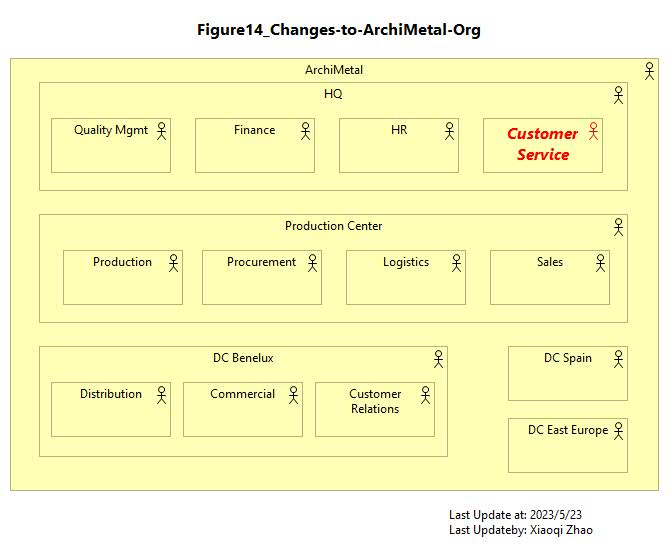 Figure14_Changes-to-ArchiMetal-Org
ArchiMetal
HQ
Quality Mgmt
Finance
HR
Customer
Service
Production Center
Production
Procurement
Logistics
Sales
DC Benelux
Distribution
Commercial
Customer
Relations
DC Spain
DC East Europe
Last Update at: 2023/5/23
Last Updateby: Xiaoqi Zhao